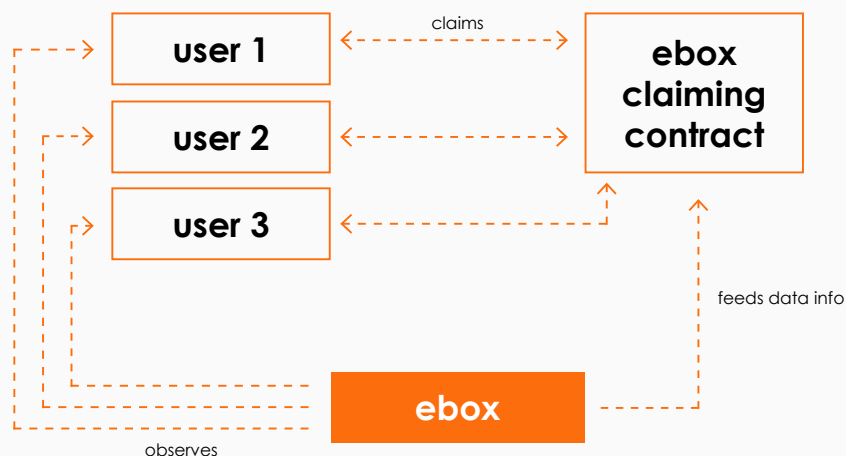 claims
user 1
ebox
claiming
contract
user 2
user 3
feeds data info
ebox
observes